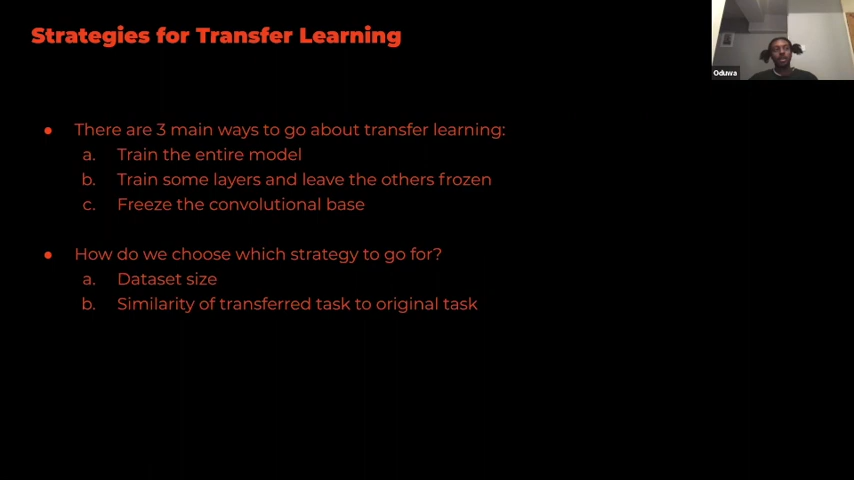 Strategies for Transfer Learning
Oduwa
● There are 3 main ways to go about transfer learning:
a. Train the entire model
b. Train some layers and leave the others frozen
c. Freeze the convolutional base
● How do we choose which strategy to go for?
a. Dataset size
b. Similarity of transferred task to original task